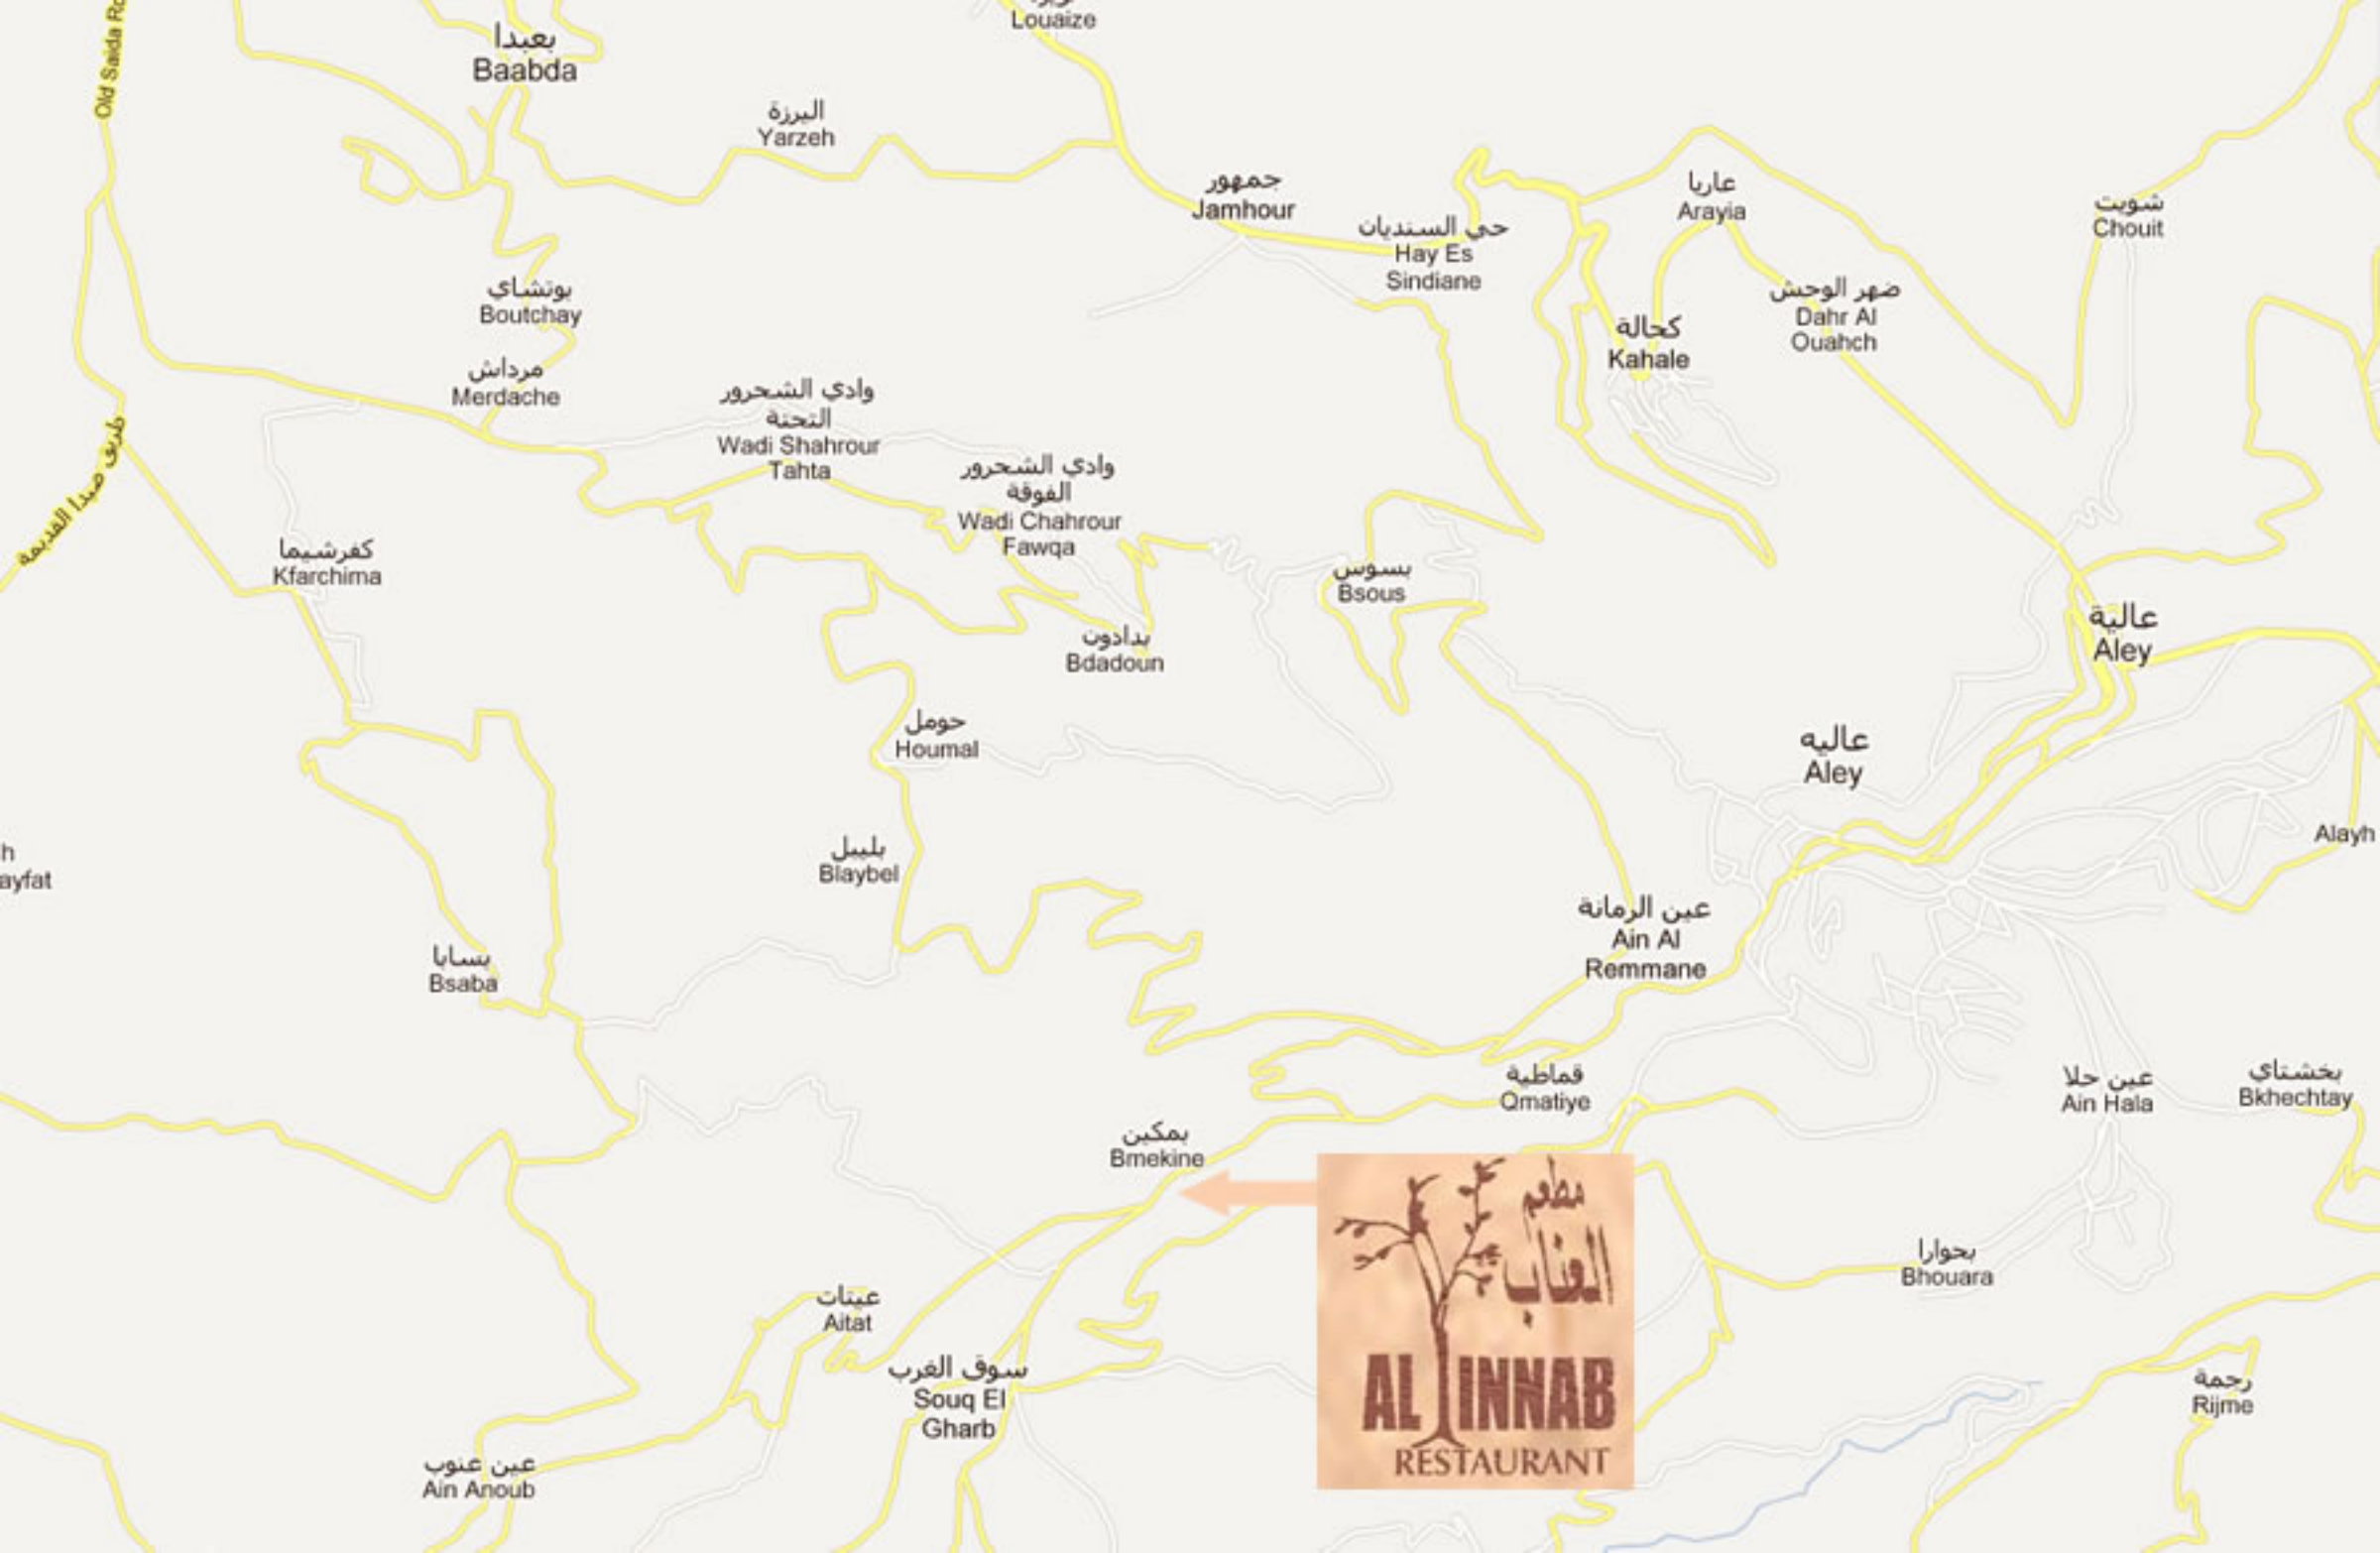 Louaize
Old Saida Ro
بعبدا
Baabda
اليرزة
Yarzeh
جمهور
Jamhour
حي السنديان
Hay Es
Sindiane
عاريا
Arayia
شويت
Chouit
بوتشاي
Boutchay
ضهر الوحش
Dahr Al
Ouahch
كحالة
Kahale
مرداش
Merdache
وادي الشحرور
التحتة
Wadi Shahrour
Tahta
وادي الشحرور
الفوقة
Wadi Chahrour
Fawqa
طريق صيدا القديمة
كفرشيما
Kfarchima
بسوس
Bsous
عالية
Aley
بدادون
Bdadoun
حومل
Houmal
عاليه
Aley
Alayh
h
ayfat
بليبل
Blaybel
عين الرمانة
Ain Al
Remmane
بسابا
Bsaba
قماطية
Qmatiye
عين حلا
Ain Hala
بخشتاي
Bkhechtay
بمكين
Bmekine
مطعم
العناب
AL INNAB
RESTAURANT
بحوارا
Bhouara
عيتات
Aitat
سوق الغرب
Souq El
Gharb
رجمة
Rijme
عين عنوب
Ain Anoub